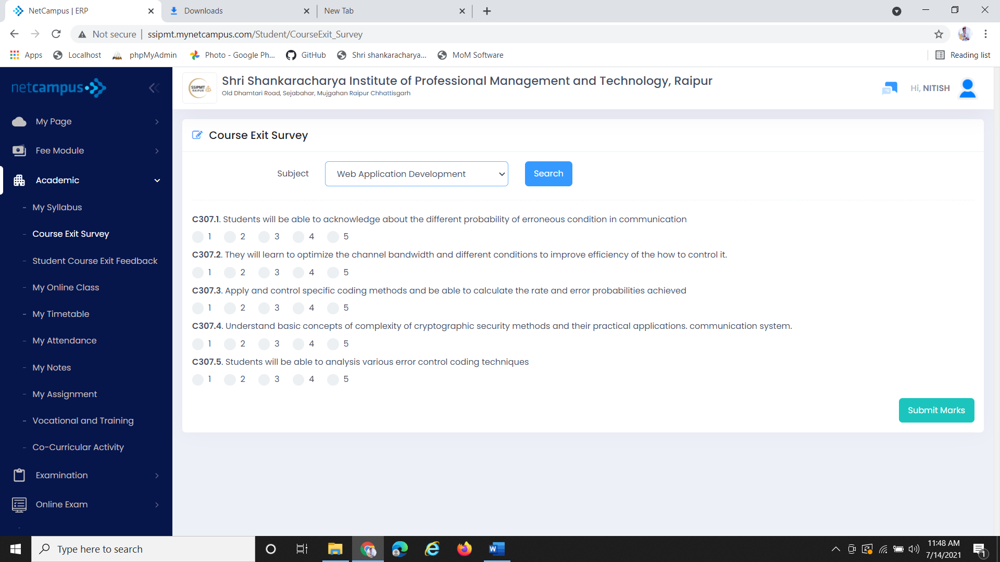 NetCampus | ERP
Downloads
New Tab
Not secure | ssipmt.mynetcampus.com/Student/CourseExit_Survey
Apps
Localhost
phpMyAdmin
Photo - Google Ph...
GitHub
Shri shankaracharya...
MoM Software
Reading list
netcampus
SSIPMT RAIPUR
Shri Shankaracharya Institute of Professional Management and Technology, Raipur
Old Dhamtari Road, Sejabahar, Mujgahan Raipur Chhattisgarh
Hi, NITISH
My Page
Fee Module
Academic
- My Syllabus
- Course Exit Survey
- Student Course Exit Feedback
- My Online Class
- My Timetable
- My Attendance
- My Notes
- My Assignment
- Vocational and Training
- Co-Curricular Activity
Examination
Online Exam
Course Exit Survey
Subject
Web Application Development
Search
C307.1. Students will be able to acknowledge about the different probability of erroneous condition in communication
1 2 3 4 5
C307.2. They will learn to optimize the channel bandwidth and different conditions to improve efficiency of the how to control it.
1 2 3 4 5
C307.3. Apply and control specific coding methods and be able to calculate the rate and error probabilities achieved
1 2 3 4 5
C307.4. Understand basic concepts of complexity of cryptographic security methods and their practical applications. communication system.
1 2 3 4 5
C307.5. Students will be able to analysis various error control coding techniques
1 2 3 4 5
Submit Marks
Type here to search
11:48 AM
7/14/2021
1